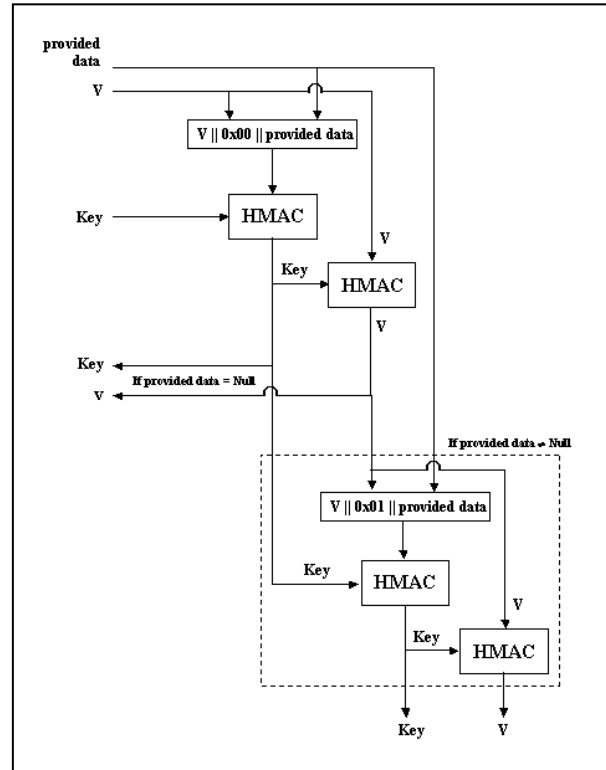 provided
data
V
V || 0x00 || provided data
Key
HMAC
V
Key
HMAC
V
Key
If provided data = Null
V
If provided data ≠ Null
V || 0x01 || provided data
Key
HMAC
V
Key
HMAC
Key
V